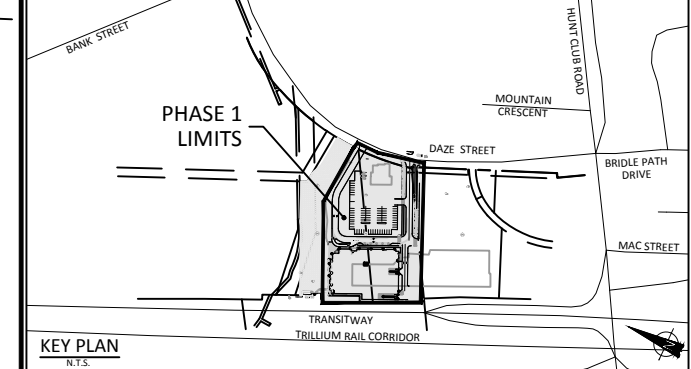 BANK STREET
HUNT CLUB ROAD
MOUNTAIN
CRESCENT
PHASE 1
LIMITS
DAZE STREET
BRIDLE PATH
DRIVE
MAC STREET
TRANSITWAY
TRILLIUM RAIL CORRIDOR
KEY PLAN
N.T.S.